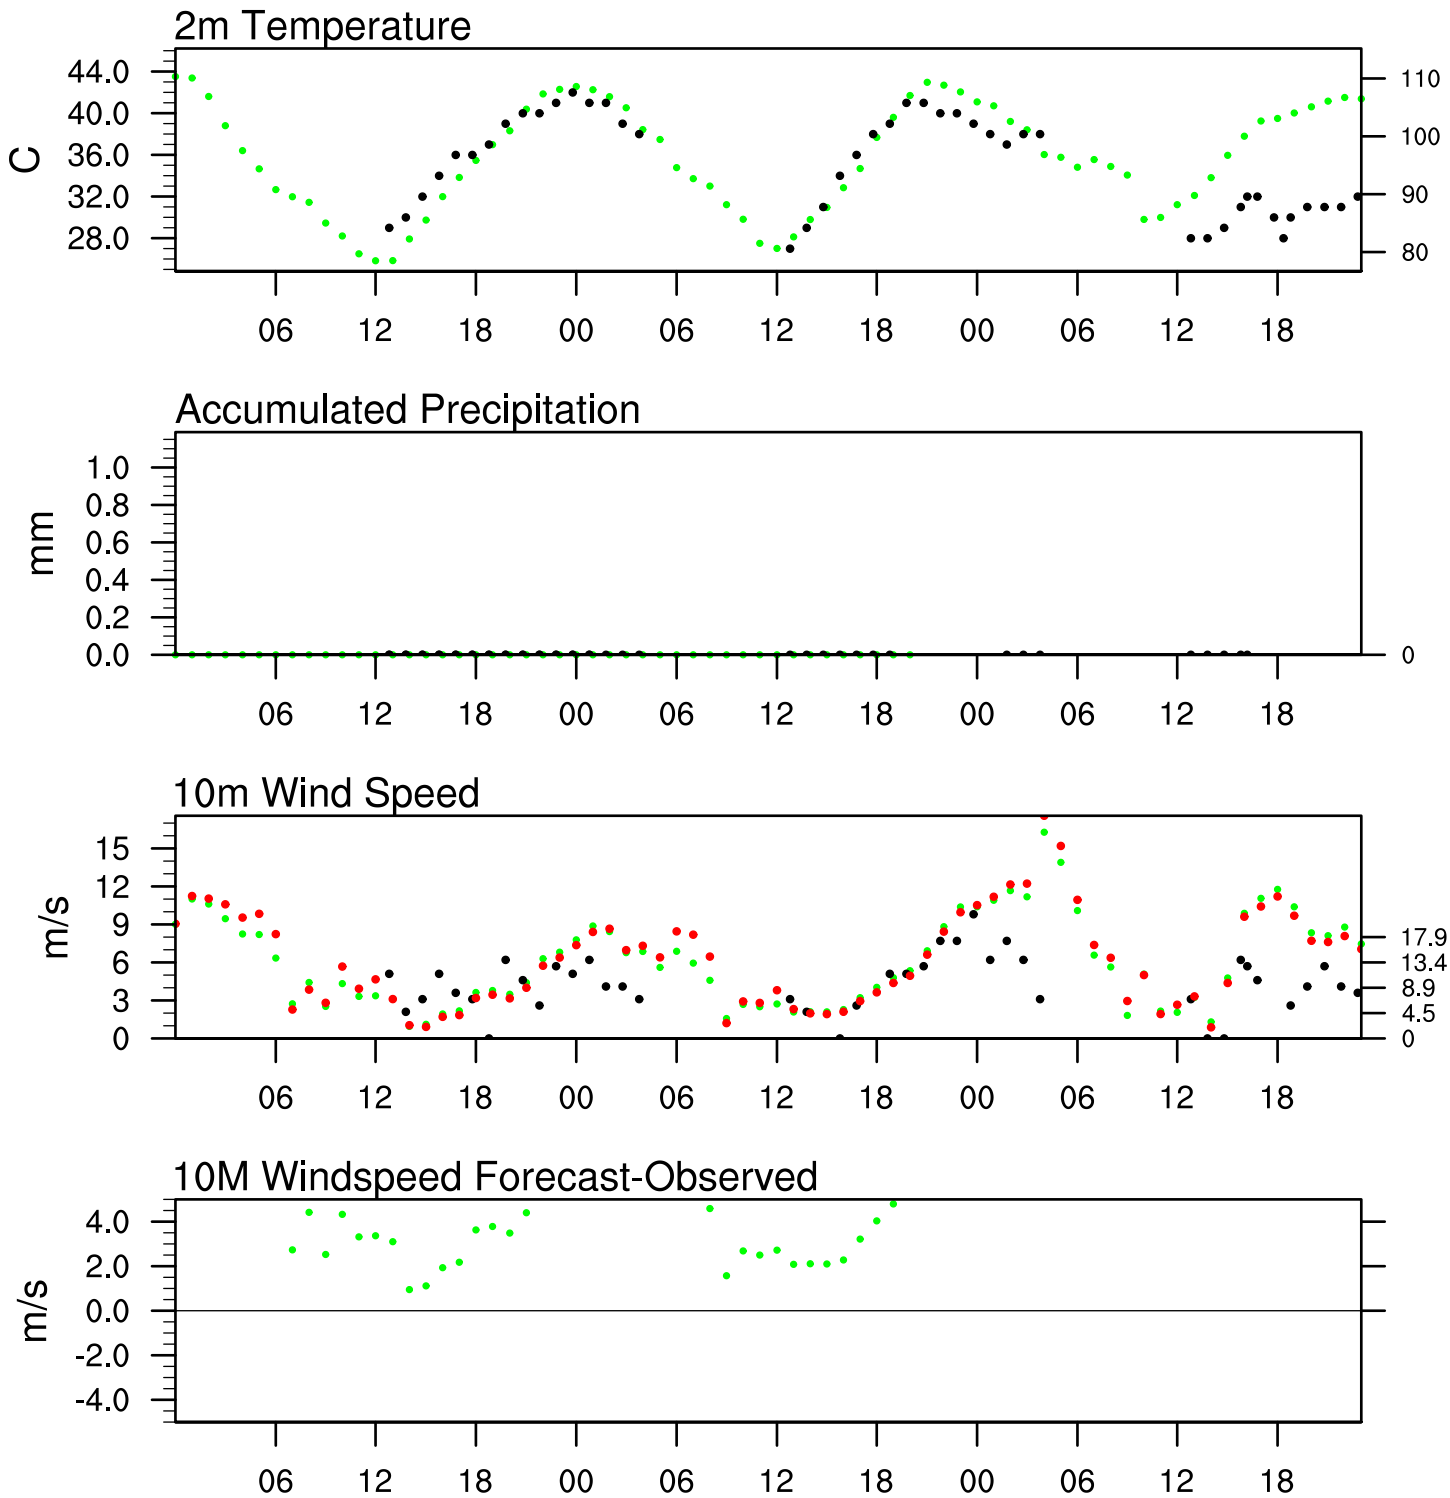 2m Temperature
44.0
40.0
36.0
32.0
28.0
C
110
100
90
80
06 12 18 00 06 12 18 00 06 12 18
Accumulated Precipitation
1.0
0.8
0.6
0.4
0.2
0.0
mm
0
06 12 18 00 06 12 18 00 06 12 18
10m Wind Speed
15
12
9
6
3
0
m/s
17.9
13.4
8.9
4.5
0
06 12 18 00 06 12 18 00 06 12 18
10M Windspeed Forecast-Observed
4.0
2.0
0.0
-2.0
-4.0
m/s
06 12 18 00 06 12 18 00 06 12 18